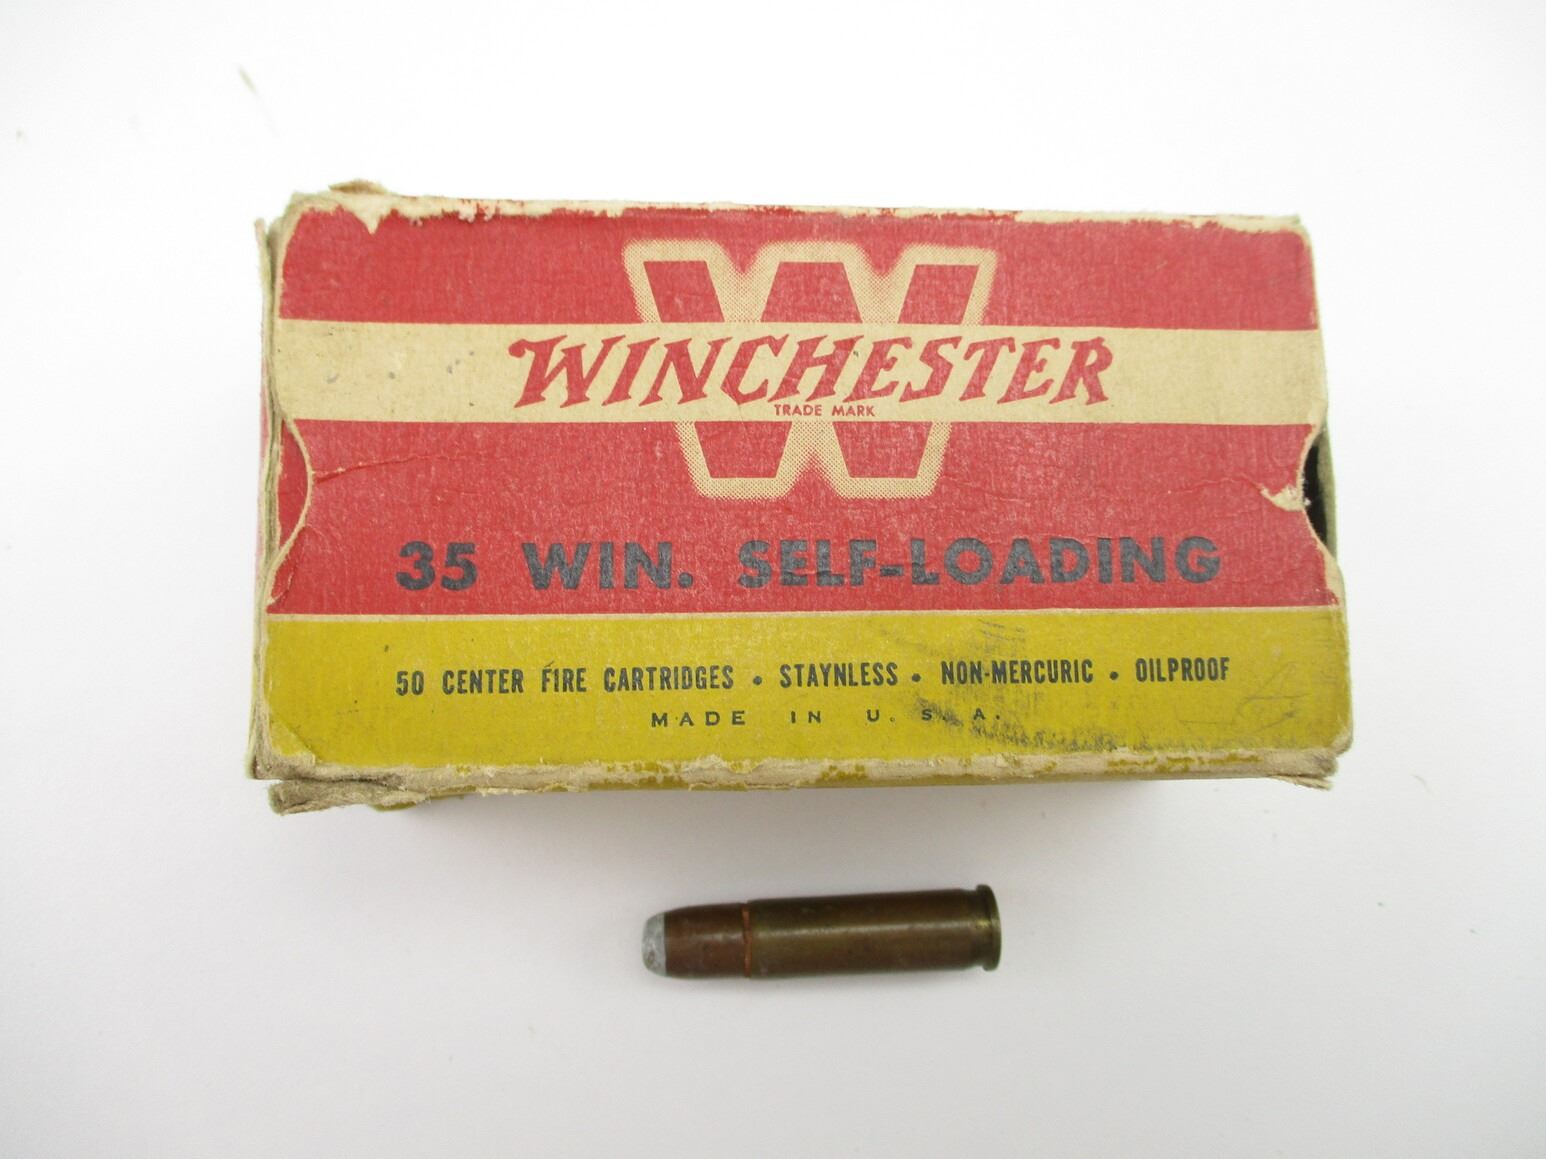 W
WINCHESTER
TRADE MARK
35 WIN. SELF-LOADING
50 CENTER FIRE CARTRIDGES • STAYNLESS • NON-MERCURIC • OILPROOF
MADE IN U. S. A.